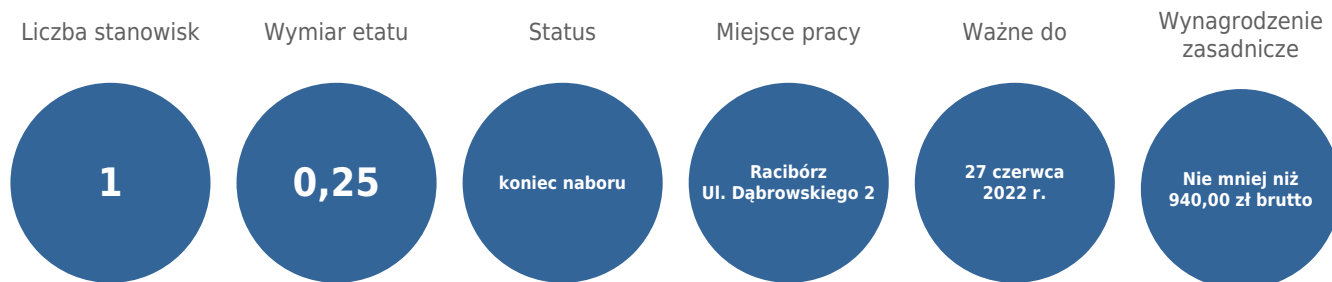 Liczba stanowisk
Wymiar etatu
Status
Miejsce pracy
Ważne do
Wynagrodzenie
zasadnicze
1
0,25
koniec naboru
Racibórz
Ul. Dąbrowskiego 2
27 czerwca
2022 r.
Nie mniej niż
940,00 zł brutto